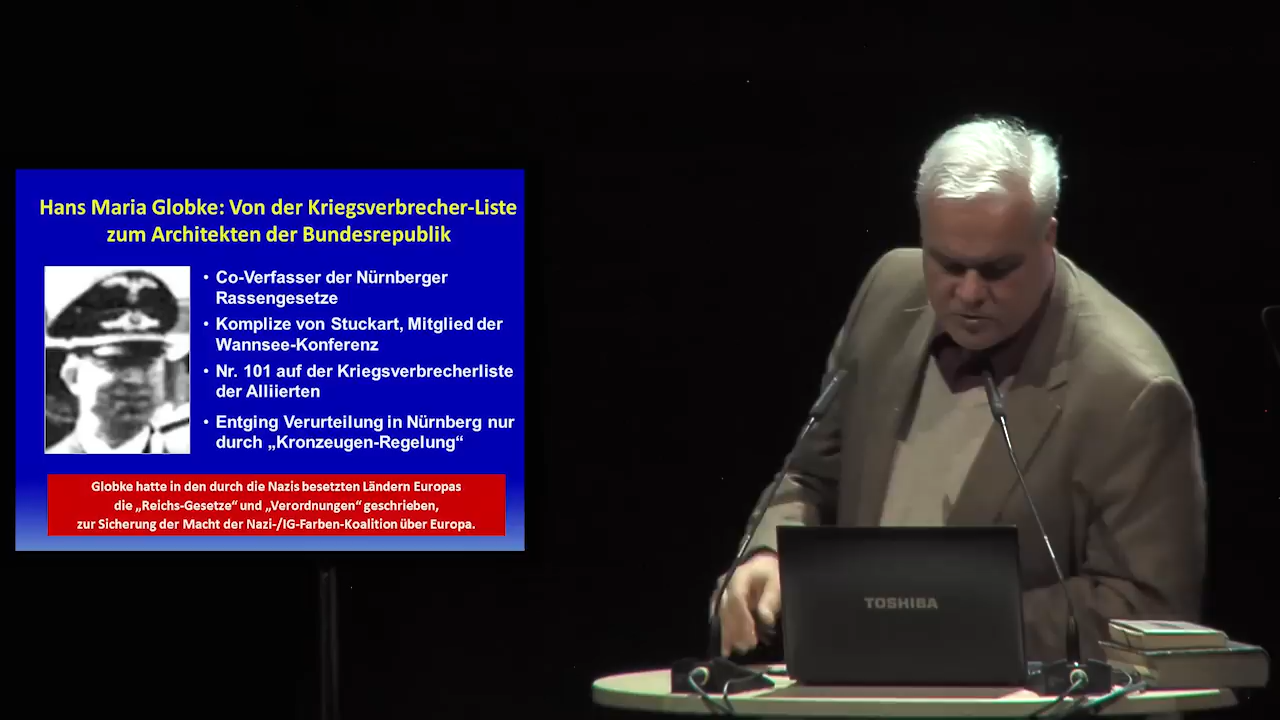 Hans Maria Globke: Von der Kriegsverbrecher-Liste
zum Architekten der Bundesrepublik
• Co-Verfasser der Nürnberger
Rassengesetze
• Komplize von Stuckart, Mitglied der
Wannsee-Konferenz
• Nr. 101 auf der Kriegsverbrecherliste
der Alliierten
• Entging Verurteilung in Nürnberg nur
durch „Kronzeugen-Regelung“
Globke hatte in den durch die Nazis besetzten Ländern Europas
die „Reichs-Gesetze“ und „Verordnungen“ geschrieben,
zur Sicherung der Macht der Nazi-/IG-Farben-Koalition über Europa.
TOSHIBA